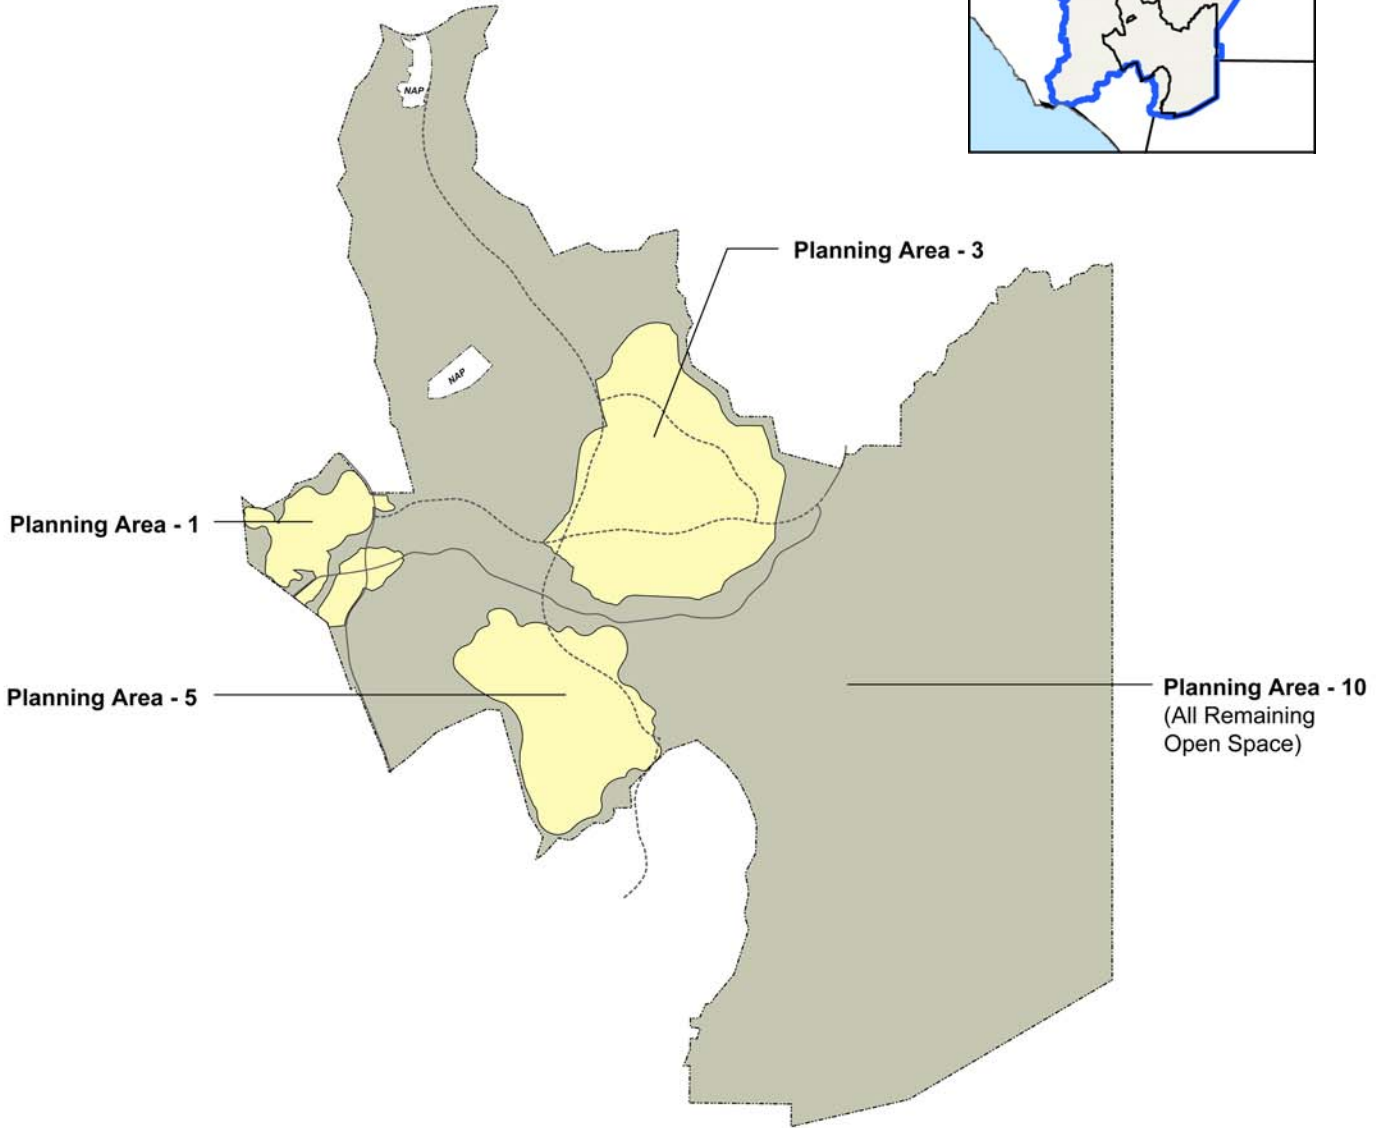 NAP
Planning Area - 3
NAP
Planning Area - 1
Planning Area - 5
Planning Area - 10
(All Remaining
Open Space)